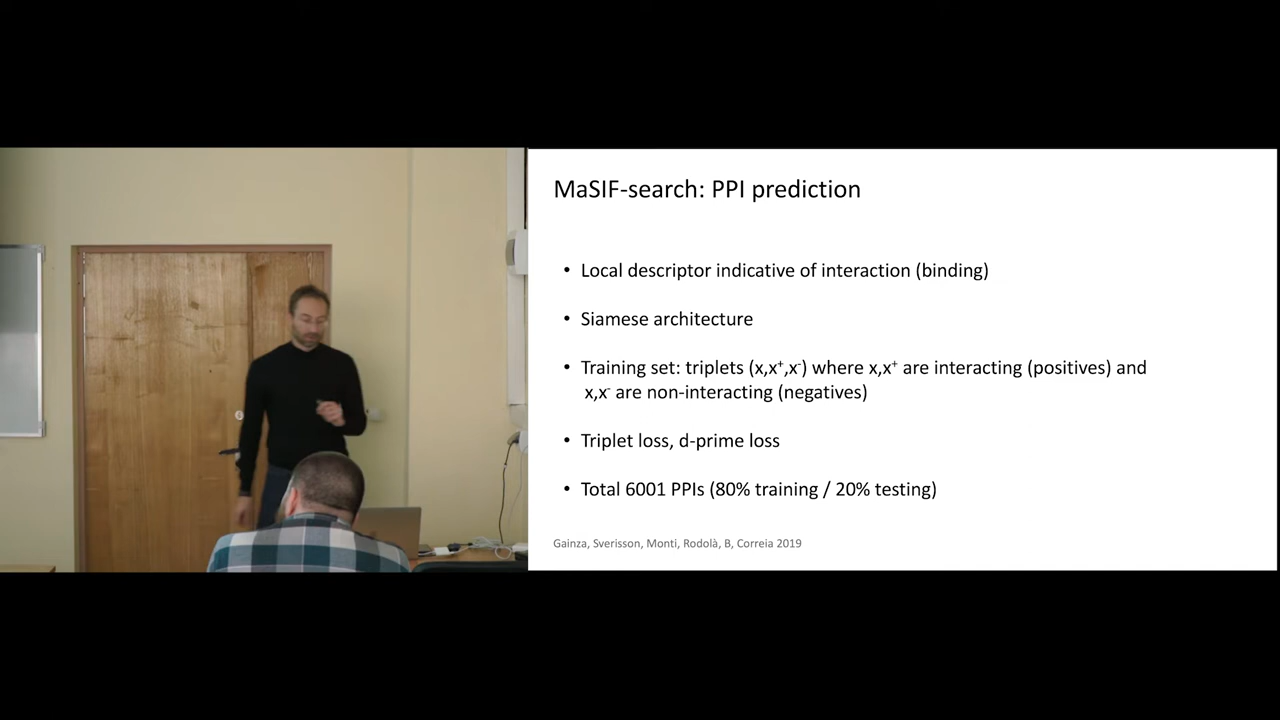 MaSIF-search: PPI prediction
• Local descriptor indicative of interaction (binding)
• Siamese architecture
• Training set: triplets (x,x⁺,x⁻) where x,x⁺ are interacting (positives) and
x,x⁻ are non-interacting (negatives)
• Triplet loss, d-prime loss
• Total 6001 PPIs (80% training / 20% testing)
Gainza, Sverisson, Monti, Rodolà, B, Correia 2019